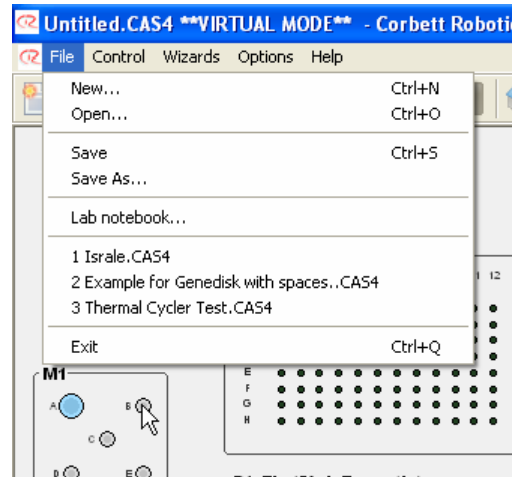 Untitled.CAS4 **VIRTUAL MODE** - Corbett Roboti
File Control Wizards Options Help
New... Ctrl+N
Open... Ctrl+O
Save Ctrl+S
Save As...
Lab notebook...
1 Israle.CAS4
2 Example for Genedisk with spaces..CAS4
3 Thermal Cycler Test.CAS4
Exit Ctrl+Q
1 12
M1
E
F
G
H
A B
C
D E